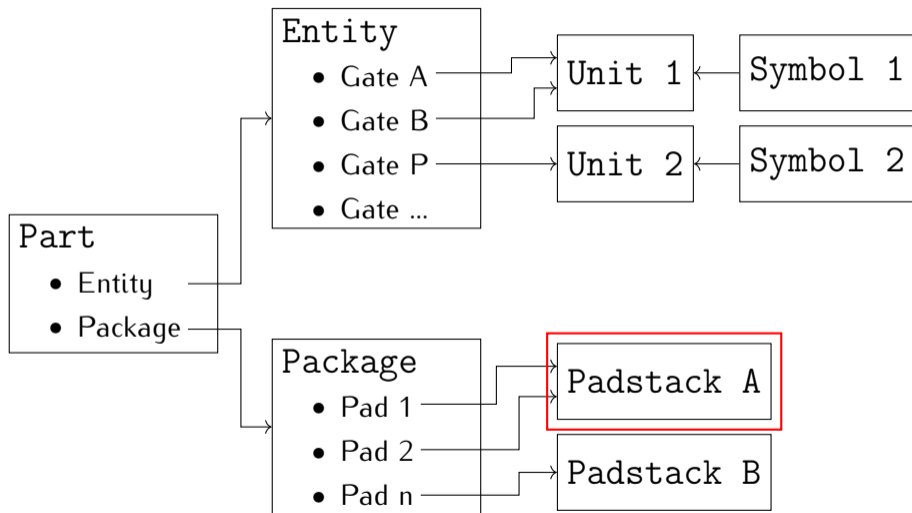 Entity
• Gate A
• Gate B
• Gate P
• Gate ...
Unit 1
Symbol 1
Unit 2
Symbol 2
Part
• Entity
• Package
Package
• Pad 1
• Pad 2
• Pad n
Padstack A
Padstack B